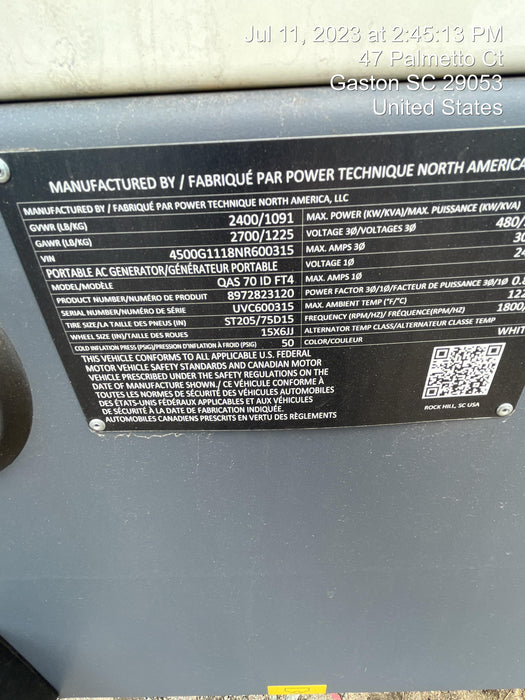 Jul 11, 2023 at 2:45:13 PM
47 Palmetto Ct
Gaston SC 29053
United States
MANUFACTURED BY / FABRIQUÉ PAR POWER TECHNIQUE NORTH AMERICA
MANUFACTURED BY / FABRIQUÉ PAR POWER TECHNIQUE NORTH AMERICA, LLC
GVWR (LB/KG) 2400/1091
GAWR (LB/KG) 2700/1225
VIN 4500G1118NR600315
PORTABLE AC GENERATOR/GÉNÉRATEUR PORTABLE
MODEL/MODÈLE QAS 70 ID FT4
PRODUCT NUMBER/NUMÉRO DE PRODUIT 8972823120
SERIAL NUMBER/NUMÉRO DE SÉRIE UVC600315
TIRE SIZE/LA TAILLE DES PNEUS (IN) ST205/75D15
WHEEL SIZE (IN)/TAILLE DES ROUES 15X6JJ
COLD INFLATION PRESS (PSIG)/PRESSION D'INFLATION À FROID (PSIG) 50
THIS VEHICLE CONFORMS TO ALL APPLICABLE U.S. FEDERAL
MOTOR VEHICLE SAFETY STANDARDS AND CANADIAN MOTOR
VEHICLE PRESCRIBED UNDER THE SAFETY REGULATIONS ON THE
DATE OF MANUFACTURE SHOWN./ CE VÉHICULE CONFORME À
TOUTES LES NORMES DE SÉCURITÉ DES VÉHICULES AUTOMOBILES
DES ÉTATS-UNIS FÉDÉRAUX APPLICABLES ET AUTOMOBILES
DE SÉCURITÉ À LA DATE DE FABRICATION INDIQUÉE.
AUTOMOBILES CANADIENS PRESCRITS EN VERTU DES RÈGLEMENTS
MAX. POWER (KW/KVA)/MAX. PUISSANCE (KW/KVA)
VOLTAGE 3Ø/VOLTAGES 3Ø 480/
MAX. AMPS 3Ø
VOLTAGE 1Ø
MAX. AMPS 1Ø
POWER FACTOR 3Ø/1Ø/FACTEUR DE PUISSANCE 3Ø/1Ø 0.8
MAX. AMBIENT TEMP (°F/°C)
FREQUENCY (RPM/HZ)/ FRÉQUENCE(RPM/HZ) 1800/
ALTERNATOR TEMP CLASS/ALTERNATEUR CLASSE TEMP
COLOR/COULEUR WHIT
ROCK HILL, SC USA